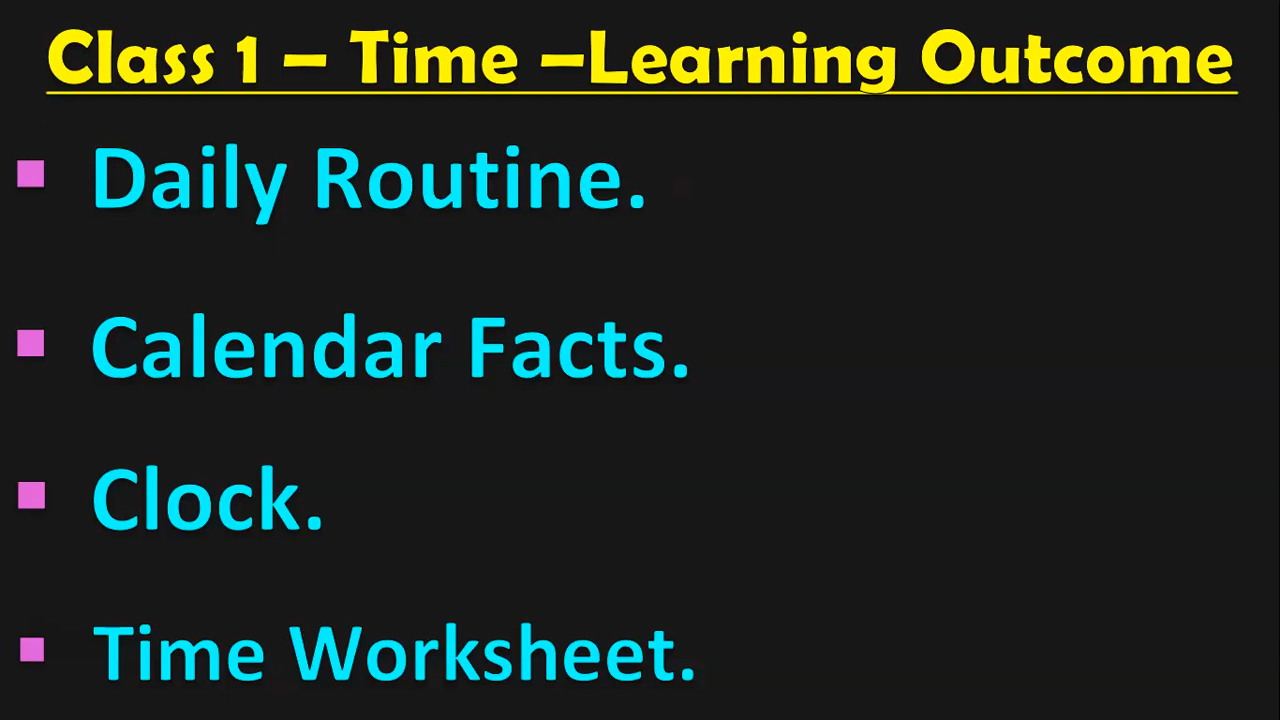 Class 1 – Time –Learning Outcome
▪ Daily Routine.
▪ Calendar Facts.
▪ Clock.
▪ Time Worksheet.